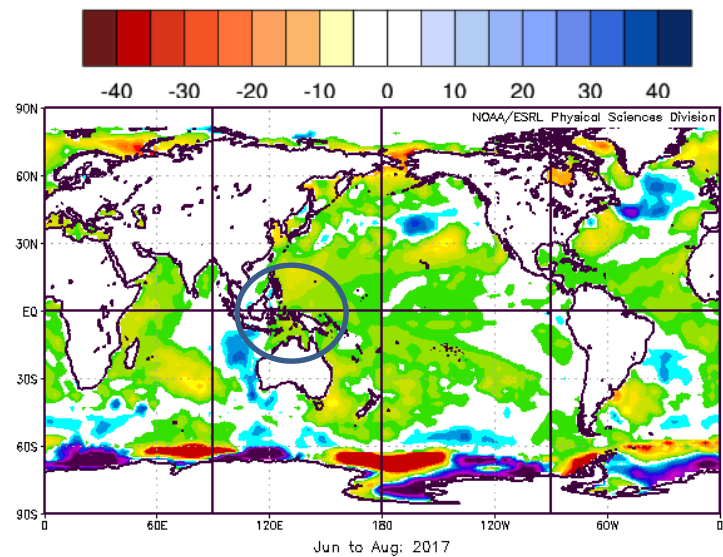 -40 -30 -20 -10 0 10 20 30 40
NOAA/ESRL Physical Sciences Division
90N
60N
30N
EQ
30S
60S
90S
0 60E 120E 180 120W 60W 0
Jun to Aug: 2017